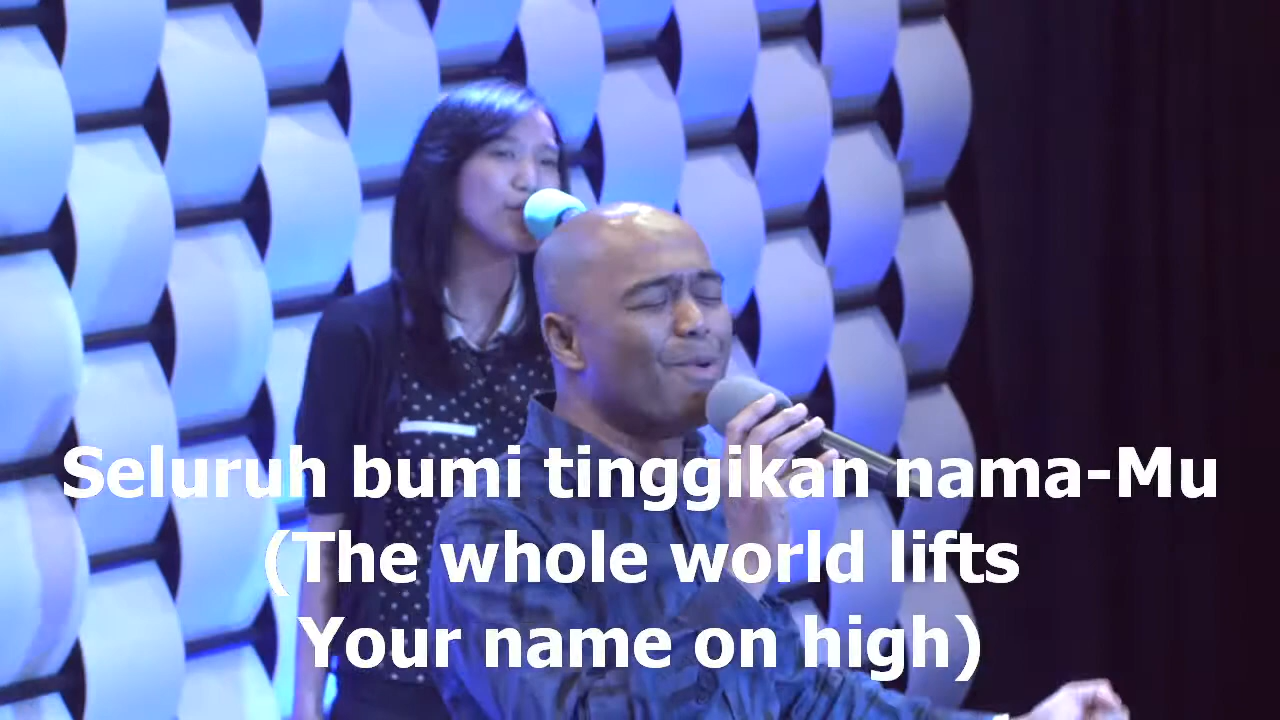 Seluruh bumi tinggikan nama-Mu
(The whole world lifts
Your name on high)